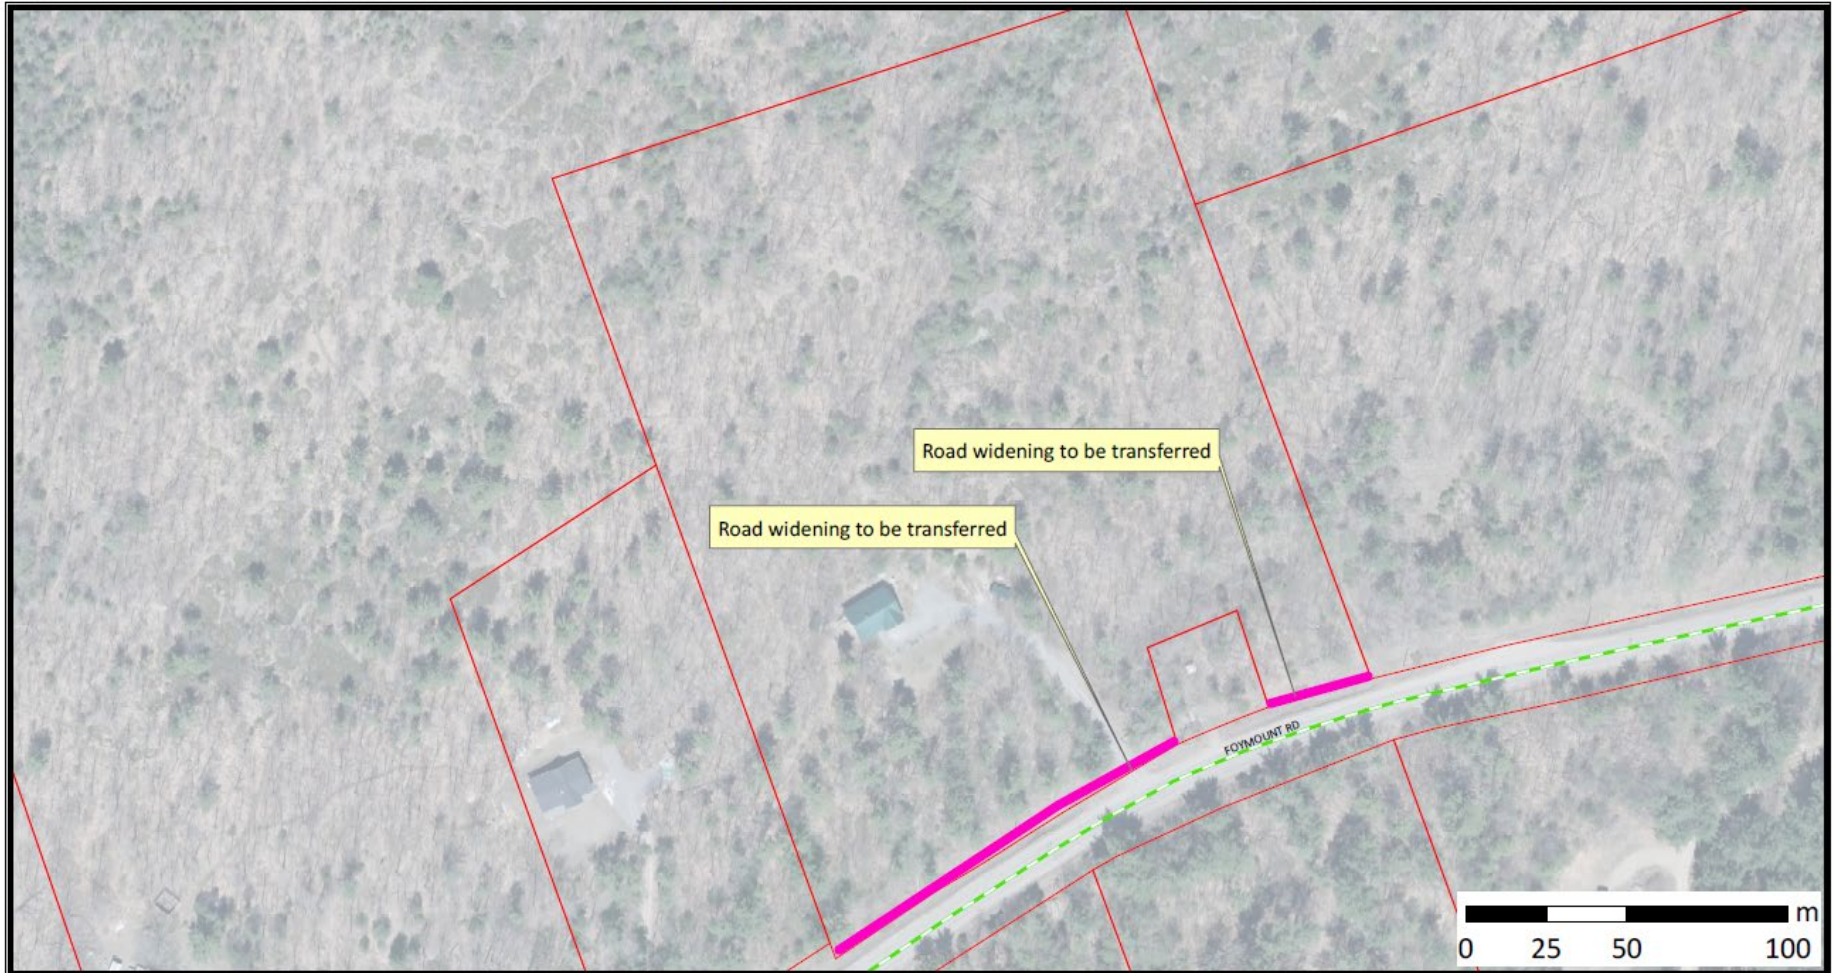 Road widening to be transferred
Road widening to be transferred
FOYMOUNT RD
m
0 25 50 100